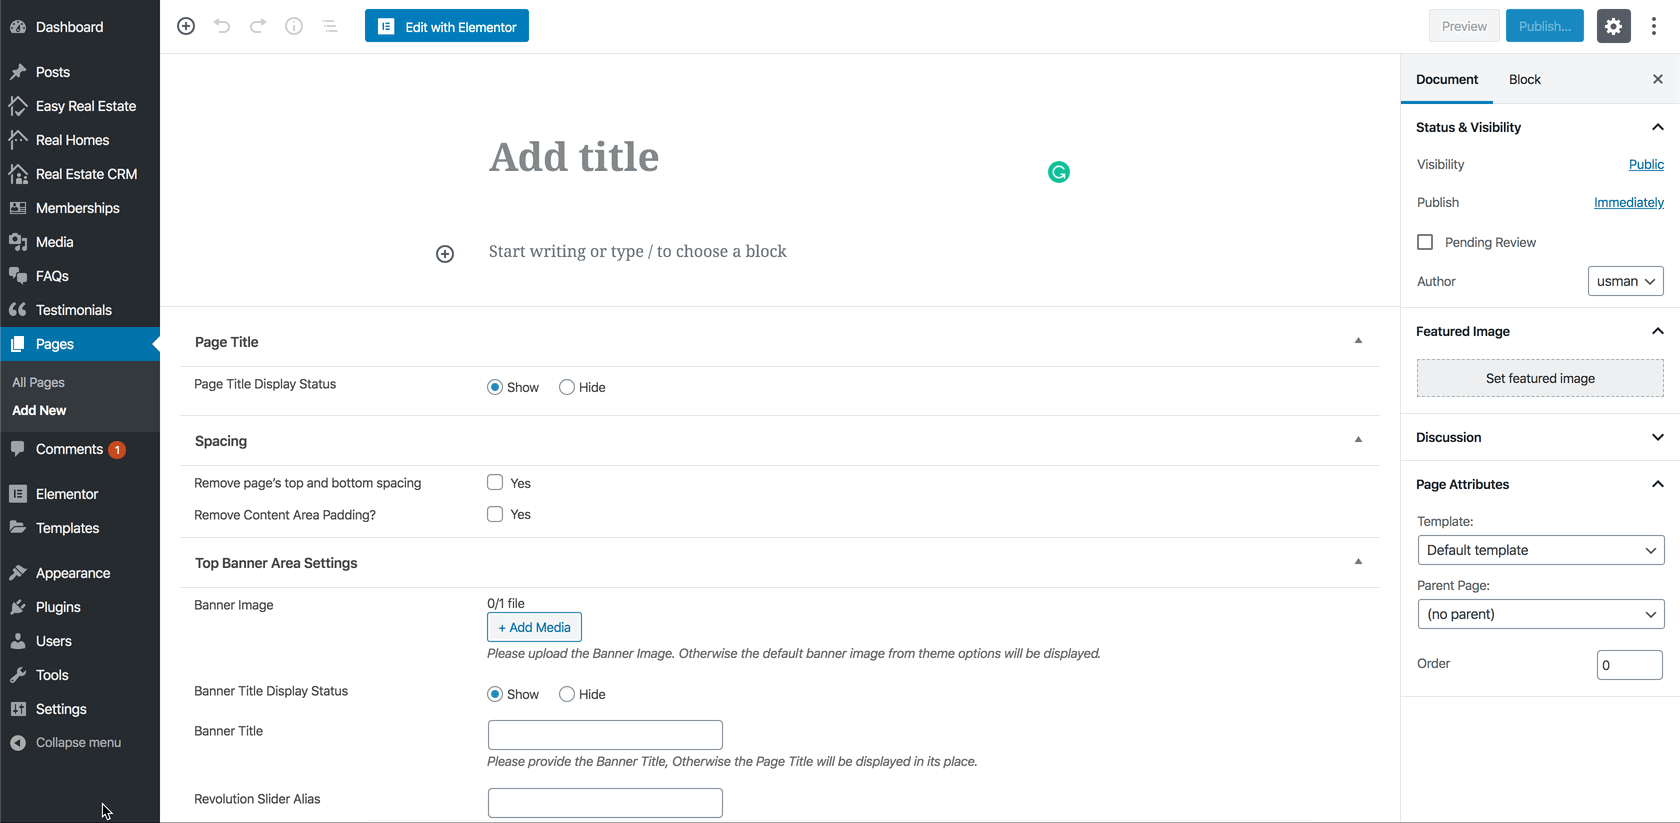 Dashboard
Posts
Easy Real Estate
Real Homes
Real Estate CRM
Memberships
Media
FAQs
Testimonials
Pages
All Pages
Add New
Comments 1
Elementor
Templates
Appearance
Plugins
Users
Tools
Settings
Collapse menu
Edit with Elementor
Preview
Publish...
Add title
Start writing or type / to choose a block
Page Title
Page Title Display Status
Show Hide
Spacing
Remove page's top and bottom spacing
Yes
Remove Content Area Padding?
Yes
Top Banner Area Settings
Banner Image
0/1 file
+ Add Media
Please upload the Banner Image. Otherwise the default banner image from theme options will be displayed.
Banner Title Display Status
Show Hide
Banner Title
Please provide the Banner Title, Otherwise the Page Title will be displayed in its place.
Revolution Slider Alias
Document Block
Status & Visibility
Visibility Public
Publish Immediately
Pending Review
Author usman
Featured Image
Set featured image
Discussion
Page Attributes
Template:
Default template
Parent Page:
(no parent)
Order 0